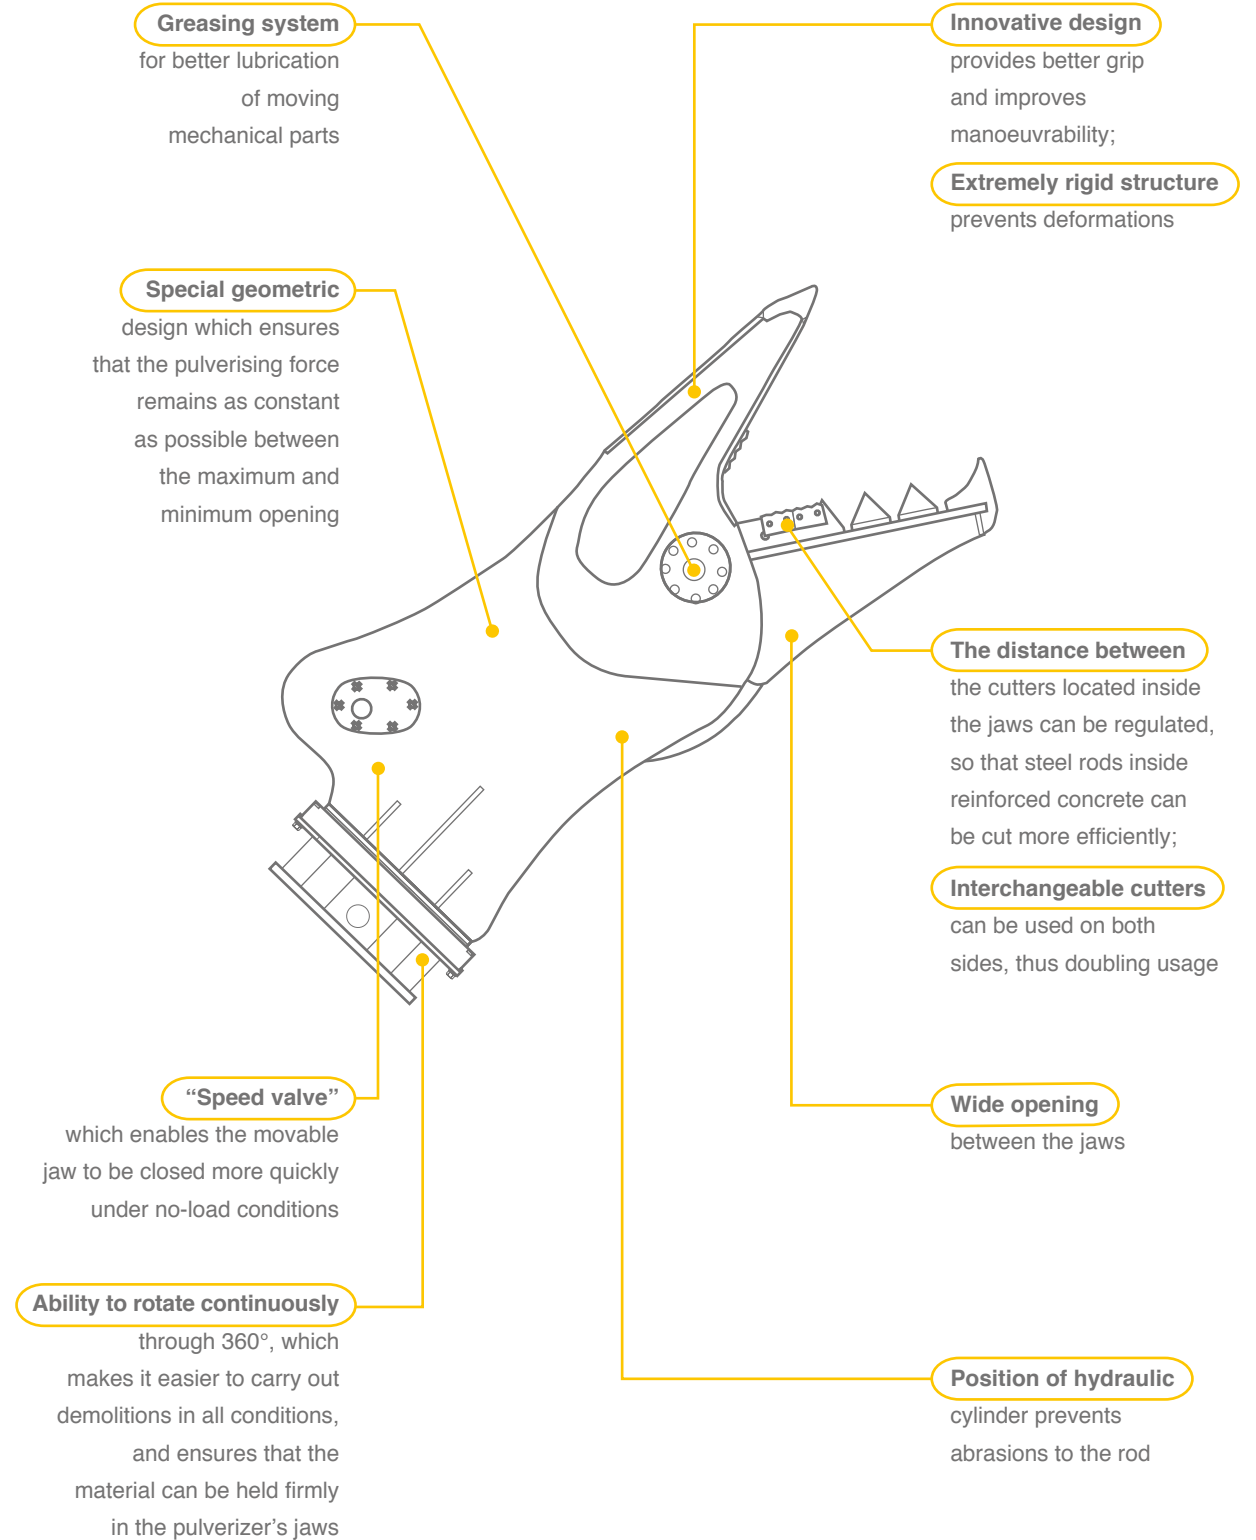 Greasing system
for better lubrication
of moving
mechanical parts
Special geometric
design which ensures
that the pulverising force
remains as constant
as possible between
the maximum and
minimum opening
“Speed valve”
which enables the movable
jaw to be closed more quickly
under no-load conditions
Ability to rotate continuously
through 360°, which
makes it easier to carry out
demolitions in all conditions,
and ensures that the
material can be held firmly
in the pulverizer’s jaws
Innovative design
provides better grip
and improves
manoeuvrability;
Extremely rigid structure
prevents deformations
The distance between
the cutters located inside
the jaws can be regulated,
so that steel rods inside
reinforced concrete can
be cut more efficiently;
Interchangeable cutters
can be used on both
sides, thus doubling usage
Wide opening
between the jaws
Position of hydraulic
cylinder prevents
abrasions to the rod